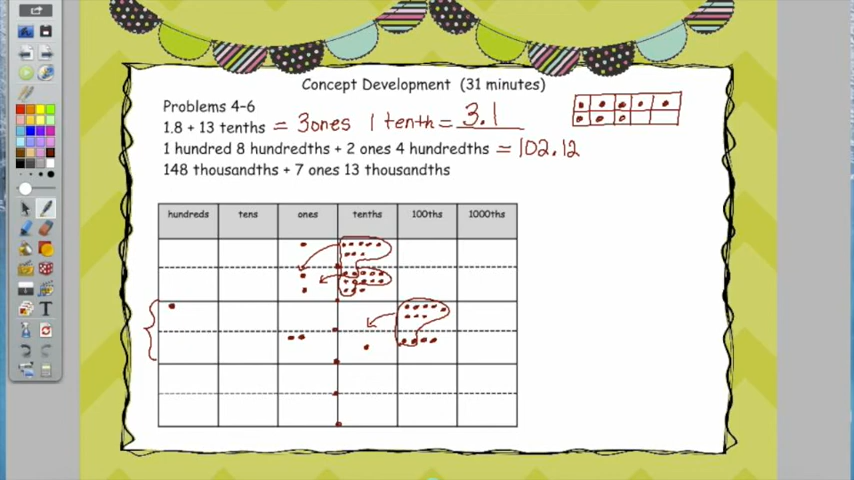 Concept Development (31 minutes)
Problems 4-6
1.8 + 13 tenths = 3ones 1 tenth = 3.1
1 hundred 8 hundredths + 2 ones 4 hundredths = 102.12
148 thousandths + 7 ones 13 thousandths
hundreds tens ones tenths 100ths 1000ths